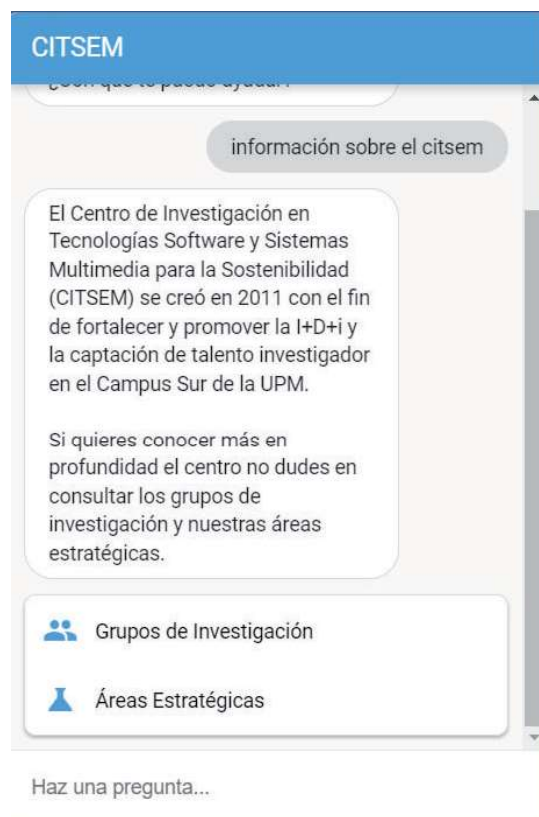 CITSEM
información sobre el citsem
El Centro de Investigación en
Tecnologías Software y Sistemas
Multimedia para la Sostenibilidad
(CITSEM) se creó en 2011 con el fin
de fortalecer y promover la I+D+i y
la captación de talento investigador
en el Campus Sur de la UPM.
Si quieres conocer más en
profundidad el centro no dudes en
consultar los grupos de
investigación y nuestras áreas
estratégicas.
Grupos de Investigación
Áreas Estratégicas
Haz una pregunta...